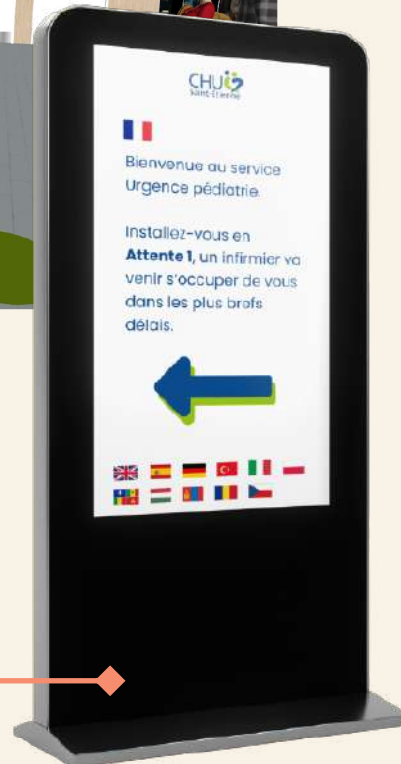 CHU
Saint-Etienne
Bienvenue au service
Urgence pédiatrie.
Installez-vous en
Attente 1, un infirmier va
venir s'occuper de vous
dans les plus brefs
délais.